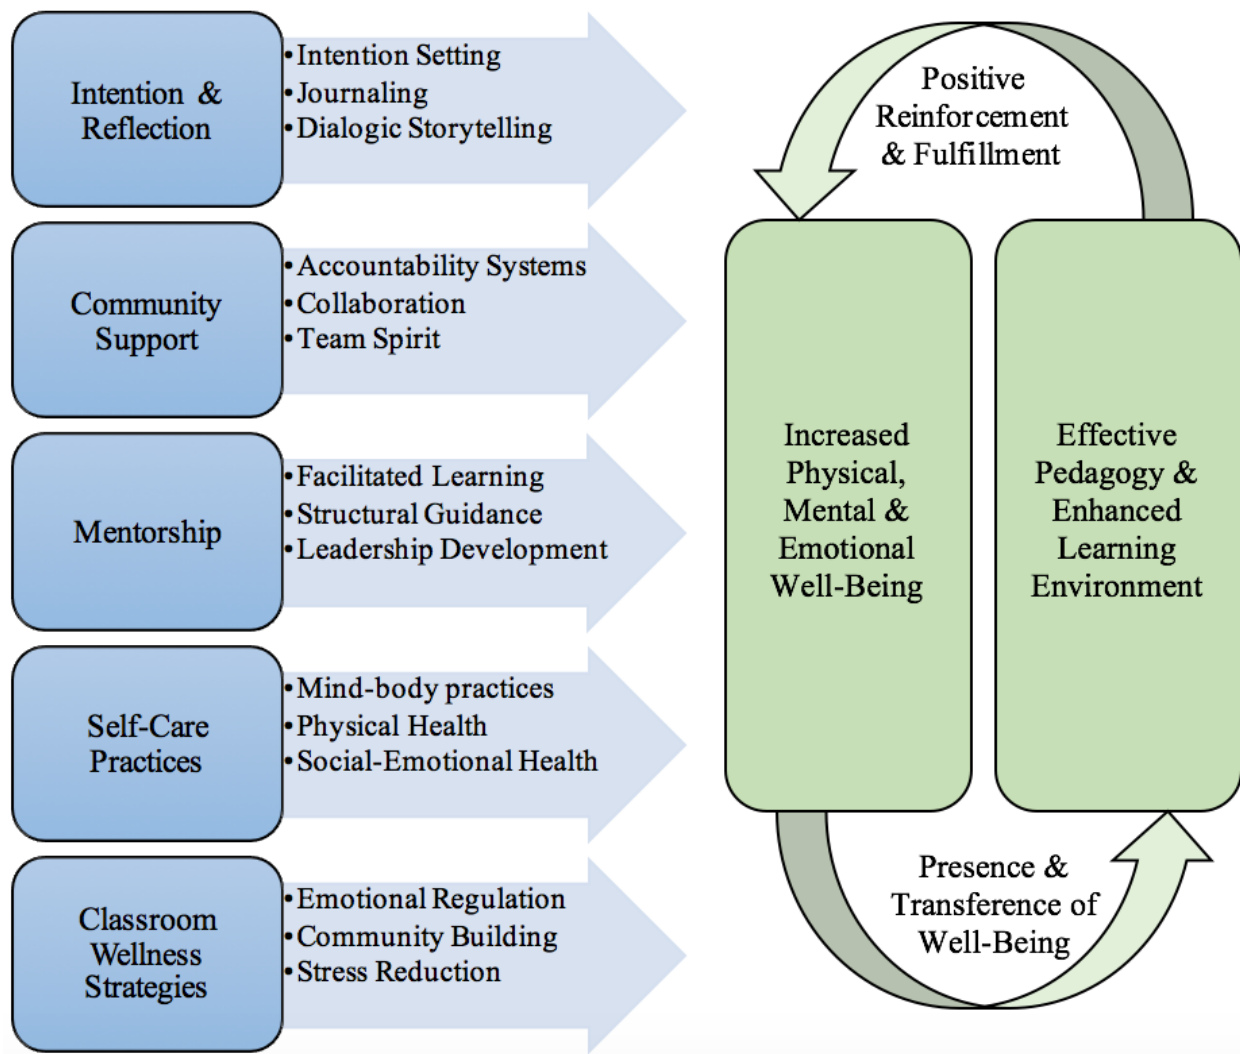 Intention &
Reflection
• Intention Setting
• Journaling
• Dialogic Storytelling
Community
Support
• Accountability Systems
• Collaboration
• Team Spirit
Mentorship
• Facilitated Learning
• Structural Guidance
• Leadership Development
Self-Care
Practices
• Mind-body practices
• Physical Health
• Social-Emotional Health
Classroom
Wellness
Strategies
• Emotional Regulation
• Community Building
• Stress Reduction
Positive
Reinforcement
& Fulfillment
Increased
Physical,
Mental &
Emotional
Well-Being
Effective
Pedagogy &
Enhanced
Learning
Environment
Presence &
Transference of
Well-Being